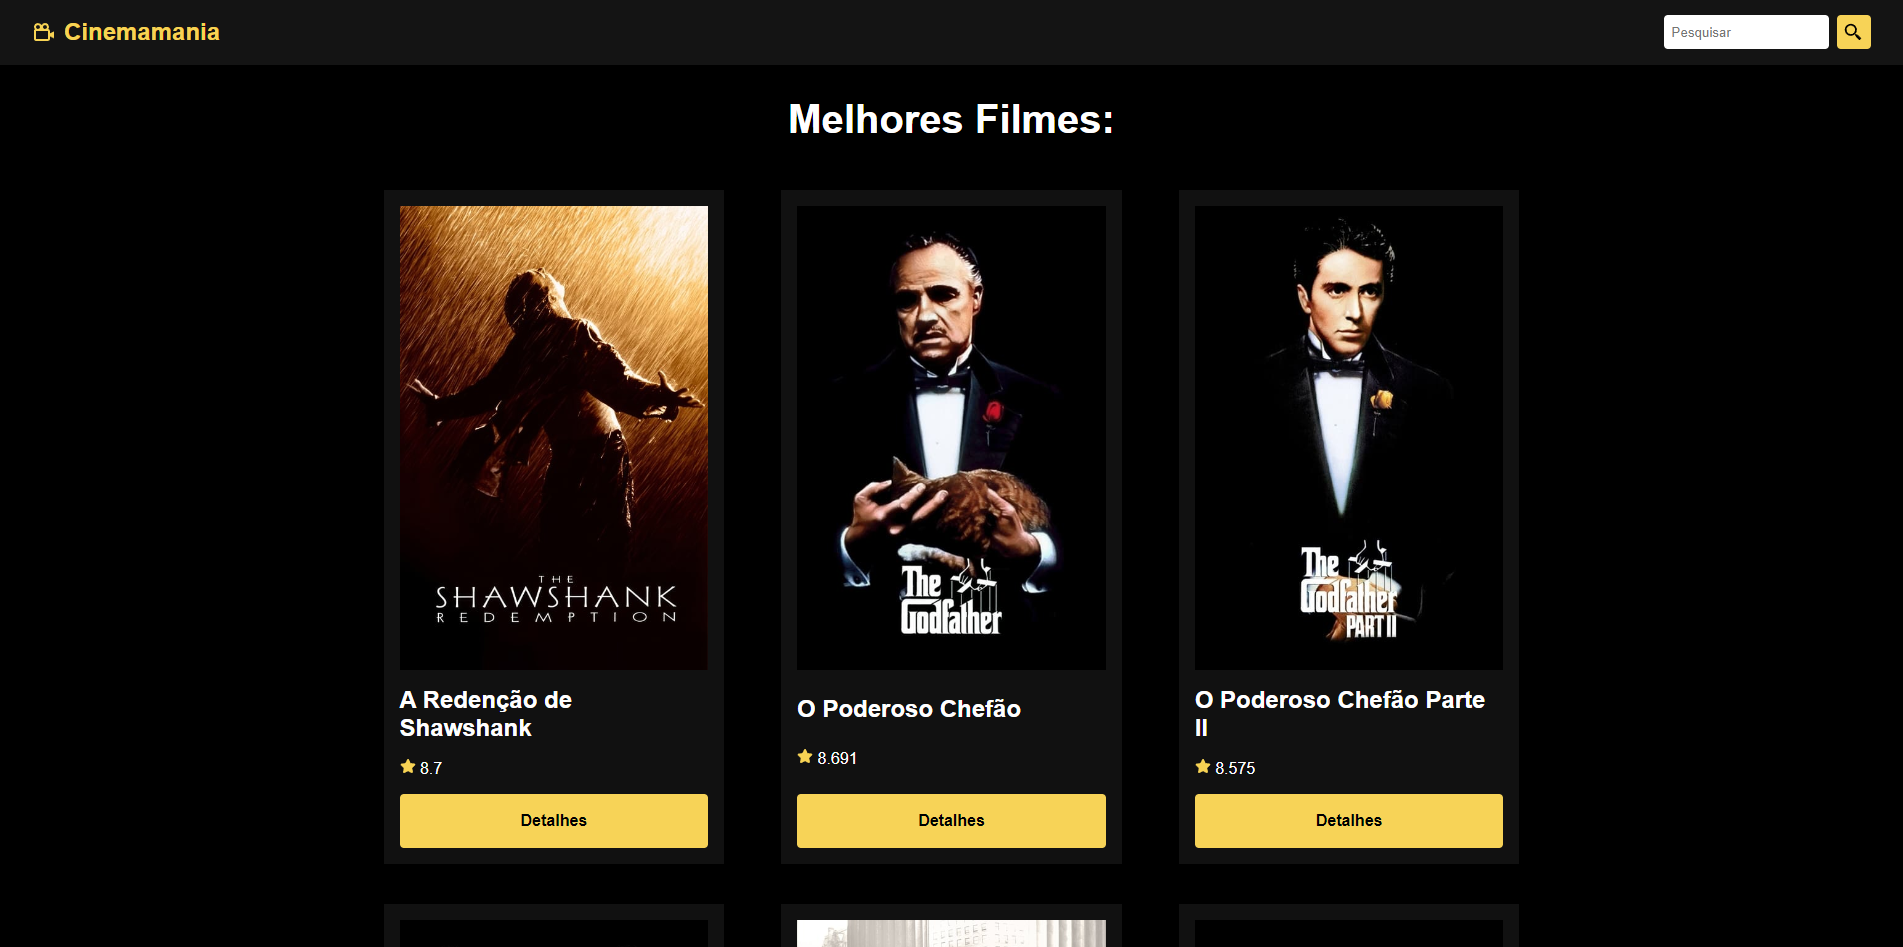 Cinemamania
Pesquisar
Melhores Filmes:
THE
SHAWSHANK
REDEMPTION
The
Godfather
The
Godfather
PART II
A Redenção de
Shawshank
8.7
Detalhes
O Poderoso Chefão
8.691
Detalhes
O Poderoso Chefão Parte
II
8.575
Detalhes